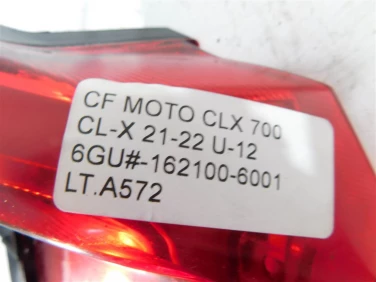 CF MOTO CLX 700
CL-X 21-22 U-12
6GU#-162100-6001
LT.A572